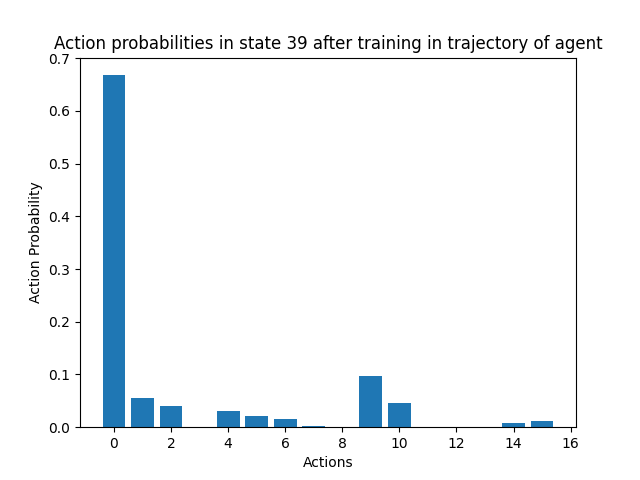 Action probabilities in state 39 after training in trajectory of agent
0.7
0.6
0.5
0.4
0.3
0.2
0.1
0.0
Action Probability
0 2 4 6 8 10 12 14 16
Actions